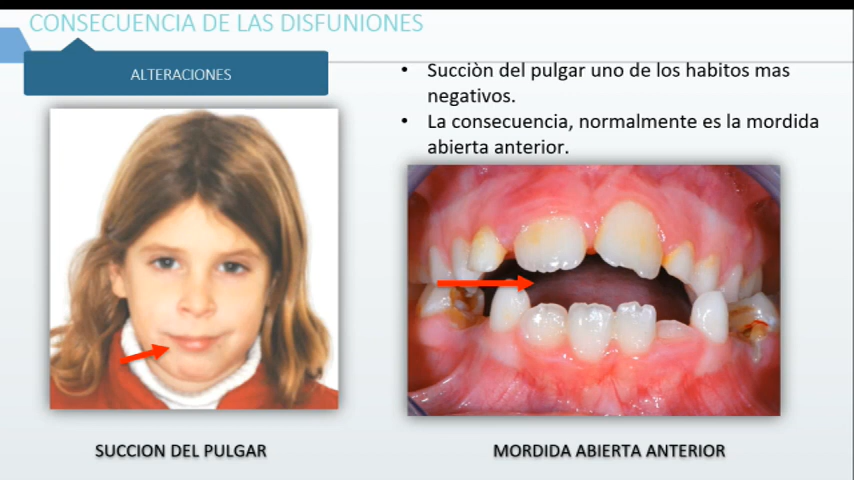 CONSECUENCIA DE LAS DISFUNIONES
ALTERACIONES
• Succiòn del pulgar uno de los habitos mas
negativos.
• La consecuencia, normalmente es la mordida
abierta anterior.
SUCCION DEL PULGAR
MORDIDA ABIERTA ANTERIOR